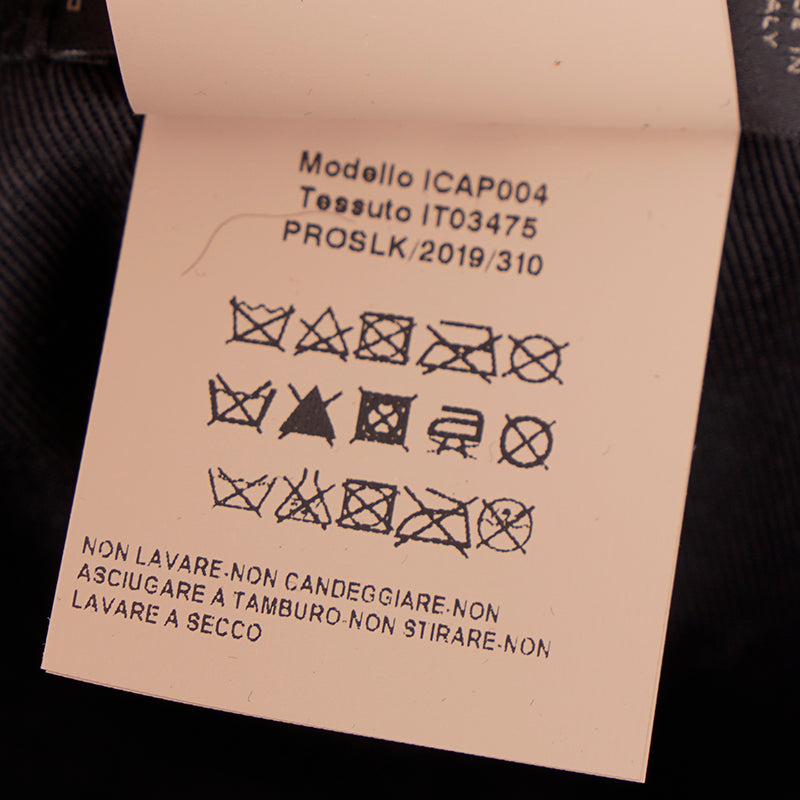 Modello ICAP004
Tessuto IT03475
PROSLK/2019/310
NON LAVARE-NON CANDEGGIARE-NON
ASCIUGARE A TAMBURO-NON STIRARE-NON
LAVARE A SECCO